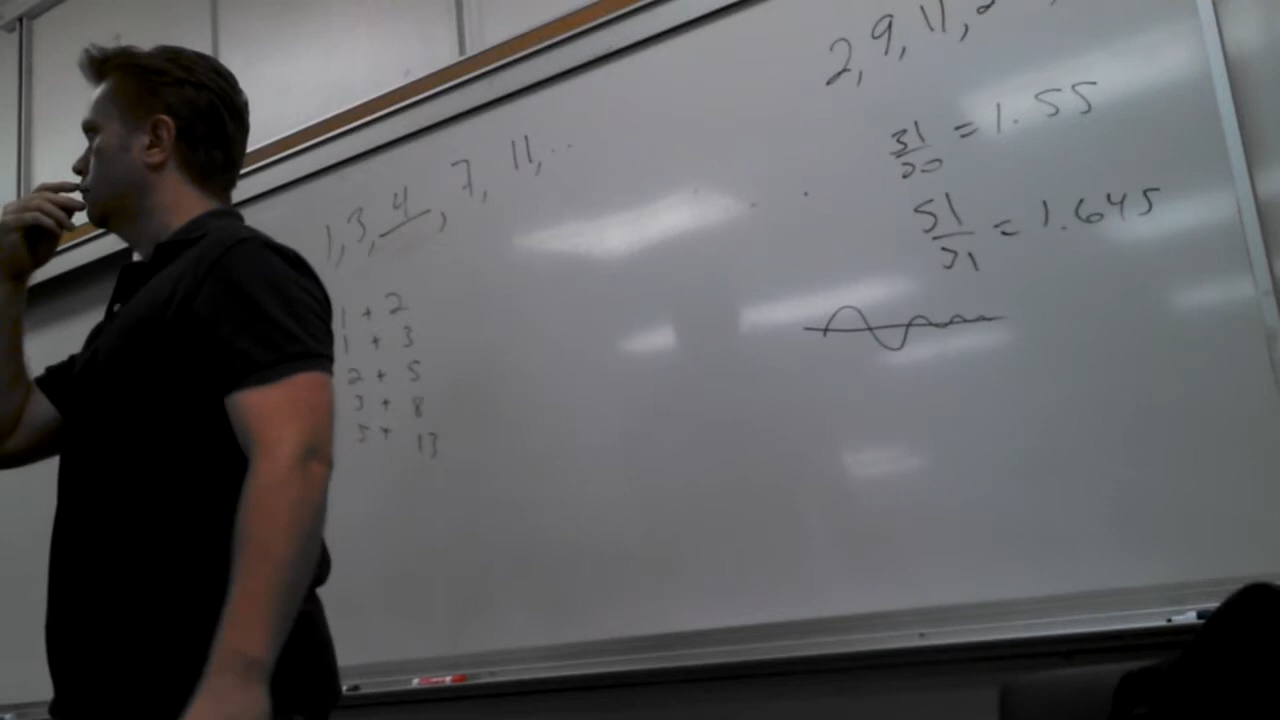 1, 3, 4, 7, 11, ...
1 + 2
1 + 3
2 + 5
3 + 8
5 + 13
2, 9, 11,
31/20 = 1.55
51/31 = 1.645